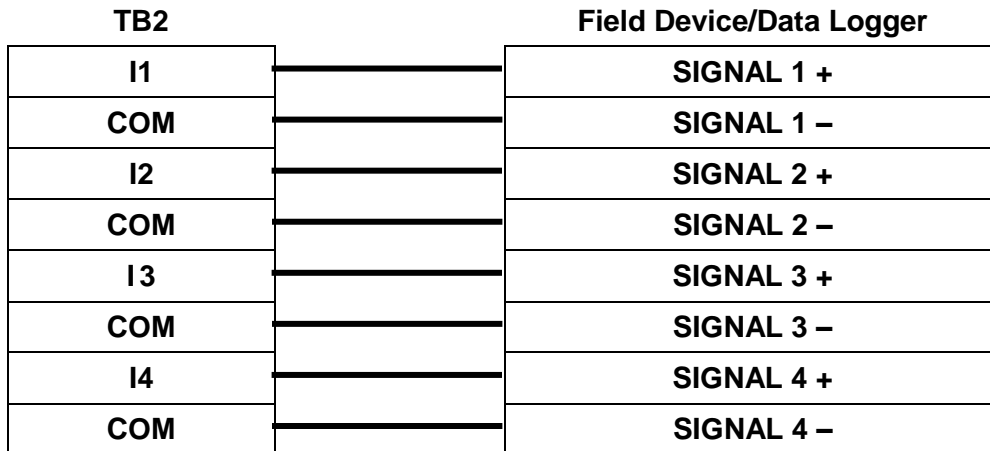 TB2 Field Device/Data Logger
I1 SIGNAL 1 +
COM SIGNAL 1 –
I2 SIGNAL 2 +
COM SIGNAL 2 –
I 3 SIGNAL 3 +
COM SIGNAL 3 –
I4 SIGNAL 4 +
COM SIGNAL 4 –